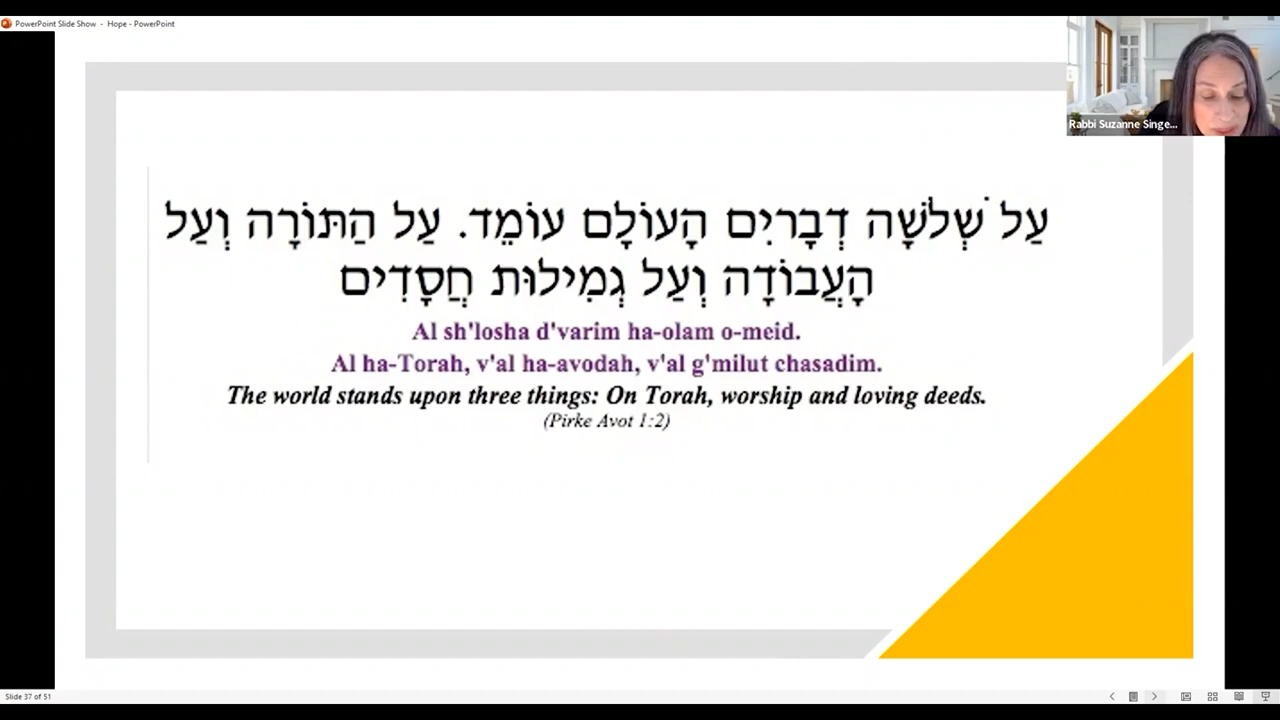 PowerPoint Slide Show - Hope - PowerPoint
Rabbi Suzanne Singe...
עַל שְׁלֹשָׁה דְבָרִים הָעוֹלָם עוֹמֵד. עַל הַתּוֹרָה וְעַל
הָעֲבוֹדָה וְעַל גְמִילוּת חֲסָדִים
Al sh'losha d'varim ha-olam o-meid.
Al ha-Torah, v'al ha-avodah, v'al g'milut chasadim.
The world stands upon three things: On Torah, worship and loving deeds.
(Pirke Avot 1:2)
Slide 37 of 51